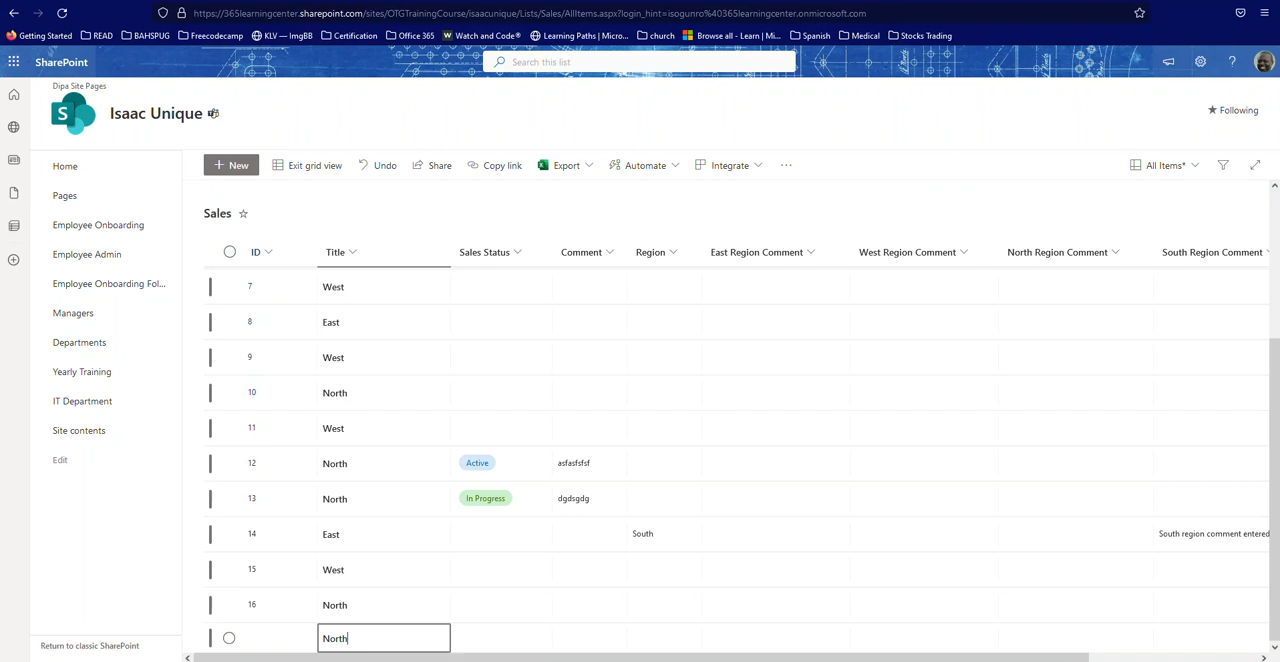 https://365learningcenter.sharepoint.com/sites/OTGTrainingCourse/isaacunique/Lists/Sales/AllItems.aspx?login_hint=isogunro%40365learningcenter.onmicrosoft.com
Getting Started READ BAHSPUG Freecodecamp KLV — ImgBB Certification Office 365 Watch and Code® Learning Paths | Micro... church Browse all - Learn | Mi... Spanish Medical Stocks Trading
SharePoint Search this list
Dipa Site Pages
S Isaac Unique Following
Home
Pages
Employee Onboarding
Employee Admin
Employee Onboarding Fol...
Managers
Departments
Yearly Training
IT Department
Site contents
Edit
Return to classic SharePoint
+ New Exit grid view Undo Share Copy link Export Automate Integrate ... All Items*
Sales
ID Title Sales Status Comment Region East Region Comment West Region Comment North Region Comment South Region Comment
7 West
8 East
9 West
10 North
11 West
12 North Active asfasfsfsf
13 North In Progress dgdsgdg
14 East South South region comment entered
15 West
16 North
North